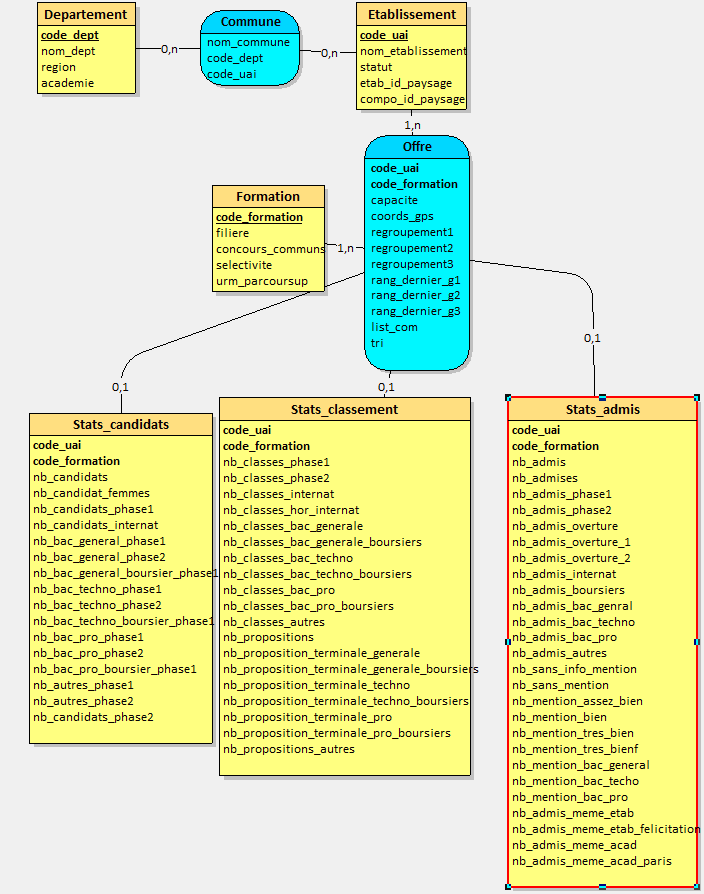 Departement
code_dept
nom_dept
region
academie
0,n
Commune
nom_commune
code_dept
code_uai
0,n
Etablissement
code_uai
nom_etablissement
statut
etab_id_paysage
compo_id_paysage
1,n
Offre
code_uai
code_formation
capacite
coords_gps
regroupement1
regroupement2
regroupement3
rang_dernier_g1
rang_dernier_g2
rang_dernier_g3
list_com
tri
Formation
code_formation
filiere
concours_communs
selectivite
urm_parcoursup
1,n
0,1
0,1
0,1
Stats_candidats
code_uai
code_formation
nb_candidats
nb_candidat_femmes
nb_candidats_phase1
nb_candidats_internat
nb_bac_general_phase1
nb_bac_general_phase2
nb_bac_general_boursier_phase1
nb_bac_techno_phase1
nb_bac_techno_phase2
nb_bac_techno_boursier_phase1
nb_bac_pro_phase1
nb_bac_pro_phase2
nb_bac_pro_boursier_phase1
nb_autres_phase1
nb_autres_phase2
nb_candidats_phase2
Stats_classement
code_uai
code_formation
nb_classes_phase1
nb_classes_phase2
nb_classes_internat
nb_classes_hor_internat
nb_classes_bac_generale
nb_classes_bac_generale_boursiers
nb_classes_bac_techno
nb_classes_bac_techno_boursiers
nb_classes_bac_pro
nb_classes_bac_pro_boursiers
nb_classes_autres
nb_propositions
nb_proposition_terminale_generale
nb_proposition_terminale_generale_boursiers
nb_proposition_terminale_techno
nb_proposition_terminale_techno_boursiers
nb_proposition_terminale_pro
nb_proposition_terminale_pro_boursiers
nb_propositions_autres
Stats_admis
code_uai
code_formation
nb_admis
nb_admises
nb_admis_phase1
nb_admis_phase2
nb_admis_overture
nb_admis_overture_1
nb_admis_overture_2
nb_admis_internat
nb_admis_boursiers
nb_admis_bac_genral
nb_admis_bac_techno
nb_admis_bac_pro
nb_admis_autres
nb_sans_info_mention
nb_sans_mention
nb_mention_assez_bien
nb_mention_bien
nb_mention_tres_bien
nb_mention_tres_bienf
nb_mention_bac_general
nb_mention_bac_techo
nb_mention_bac_pro
nb_admis_meme_etab
nb_admis_meme_etab_felicitation
nb_admis_meme_acad
nb_admis_meme_acad_paris